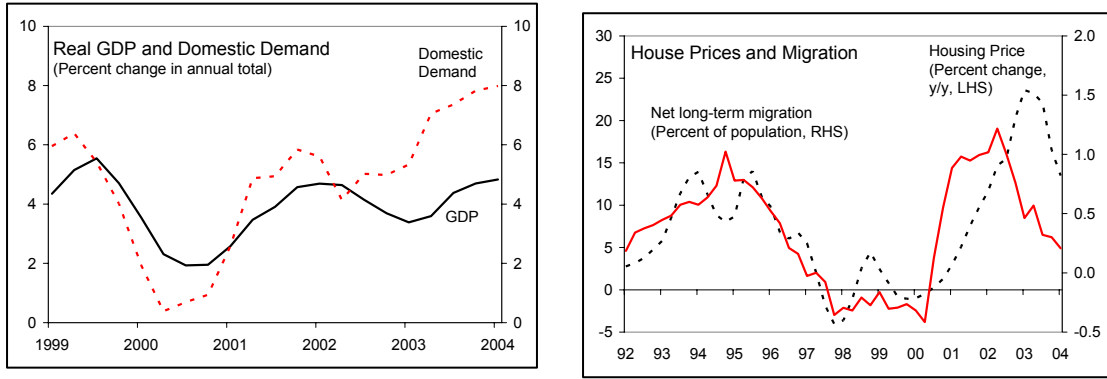 Real GDP and Domestic Demand
(Percent change in annual total)
Domestic
Demand
GDP
10
8
6
4
2
0
10
8
6
4
2
0
1999 2000 2001 2002 2003 2004
House Prices and Migration
Housing Price
(Percent change,
y/y, LHS)
Net long-term migration
(Percent of population, RHS)
30
25
20
15
10
5
0
-5
2.0
1.5
1.0
0.5
0.0
-0.5
92 93 94 95 96 97 98 99 00 01 02 03 04